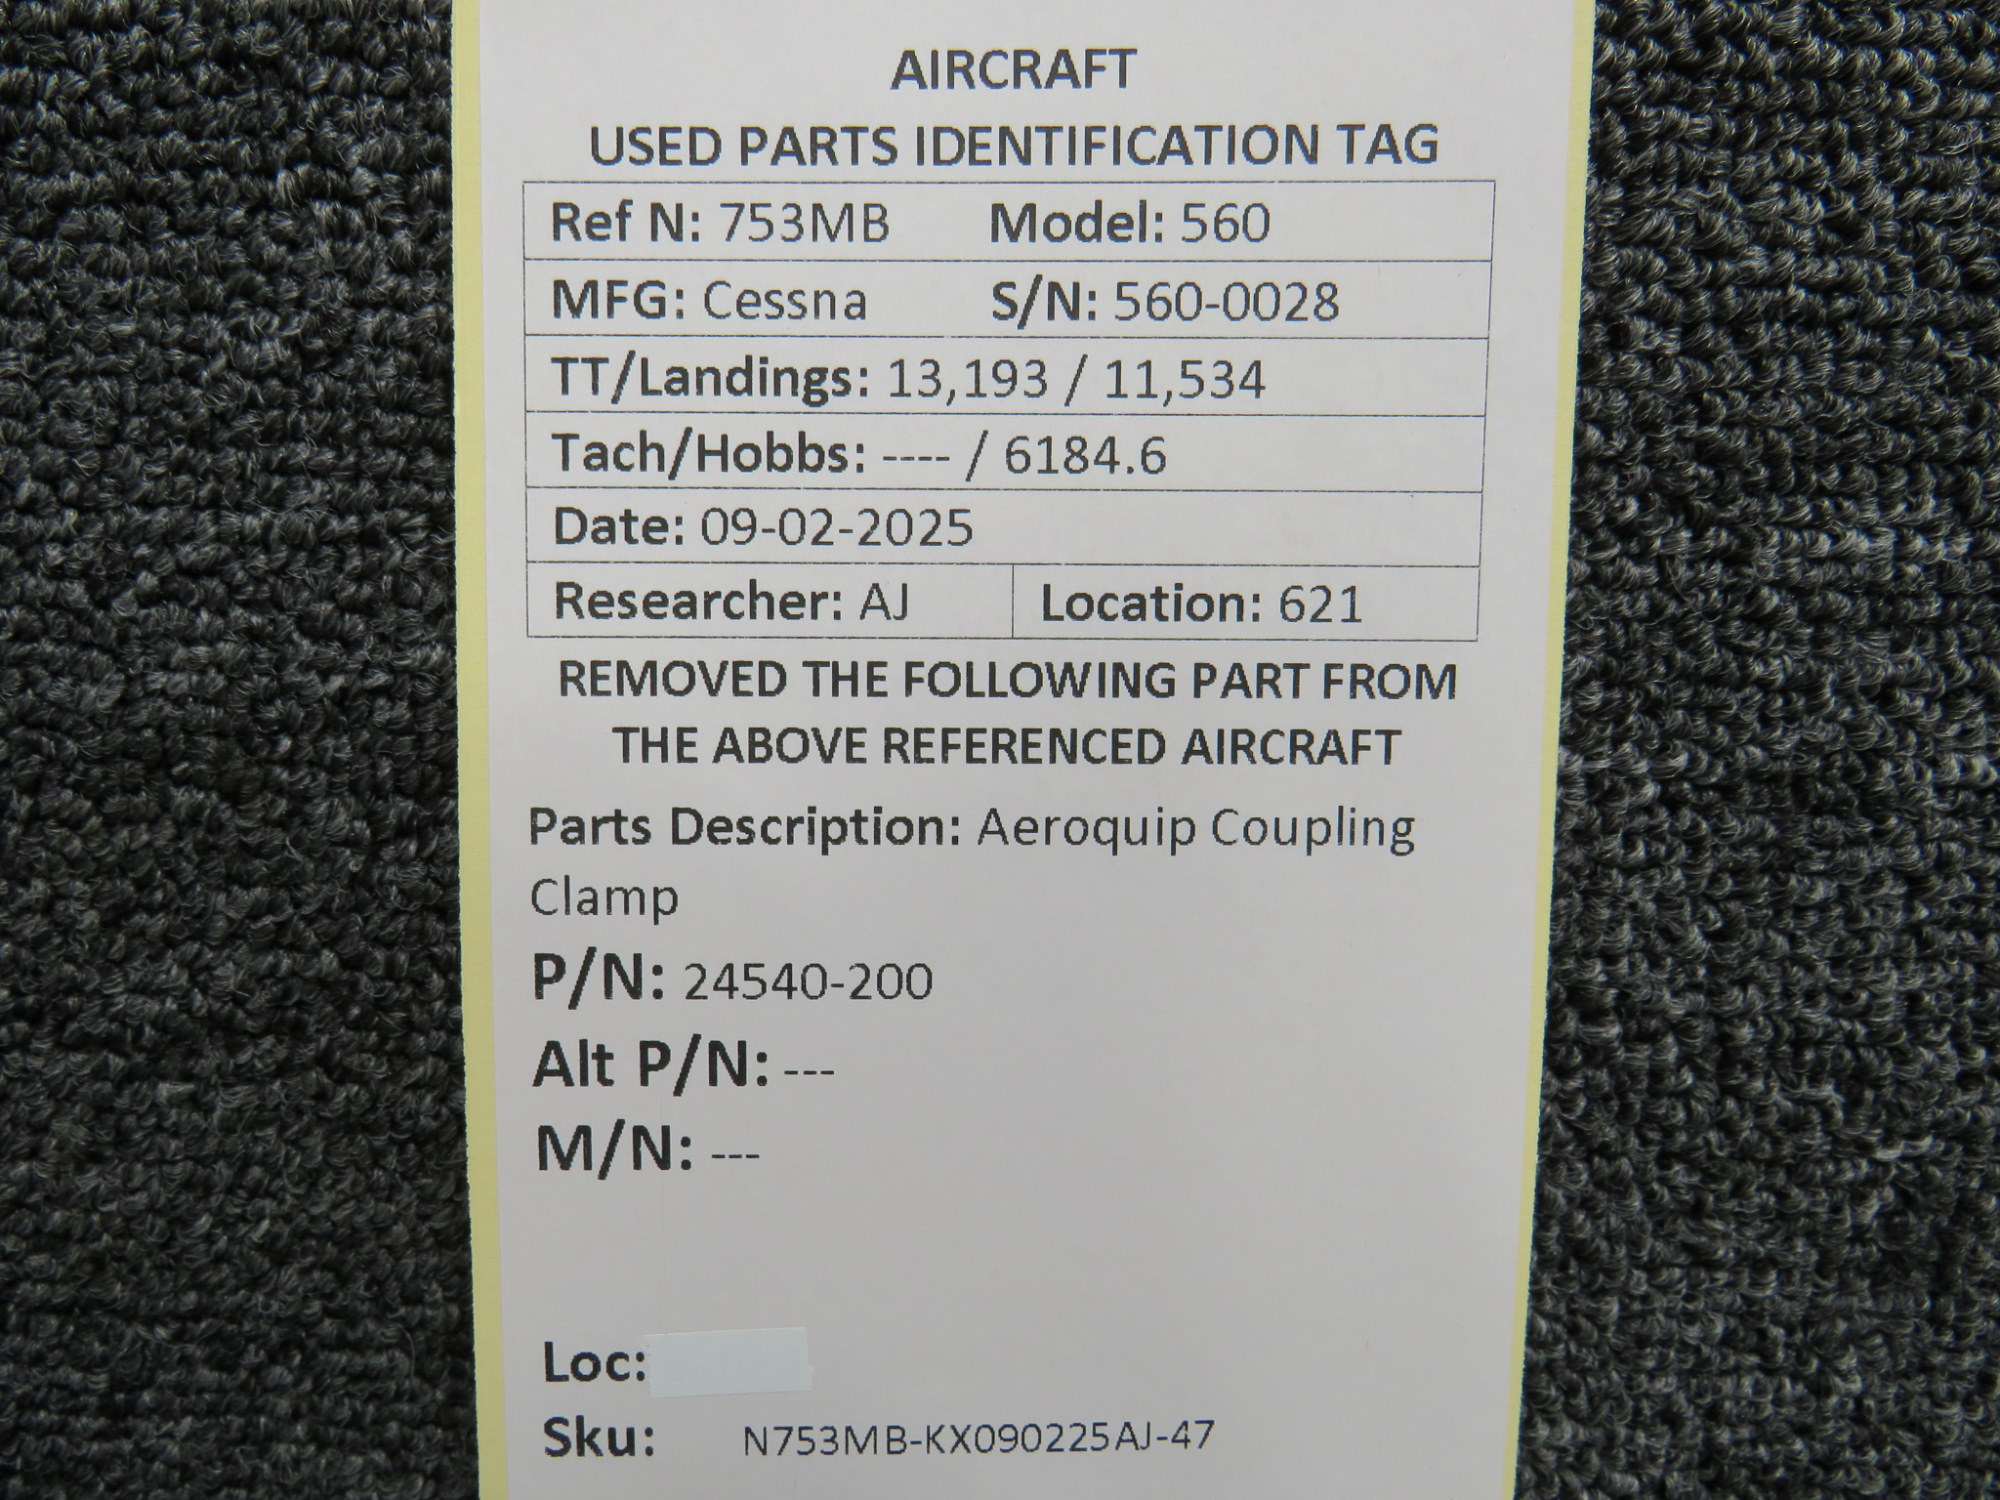 AIRCRAFT
USED PARTS IDENTIFICATION TAG
Ref N: 753MB Model: 560
MFG: Cessna S/N: 560-0028
TT/Landings: 13,193 / 11,534
Tach/Hobbs: ---- / 6184.6
Date: 09-02-2025
Researcher: AJ Location: 621
REMOVED THE FOLLOWING PART FROM
THE ABOVE REFERENCED AIRCRAFT
Parts Description: Aeroquip Coupling
Clamp
P/N: 24540-200
Alt P/N: ---
M/N: ---
Loc:
Sku: N753MB-KX090225AJ-47